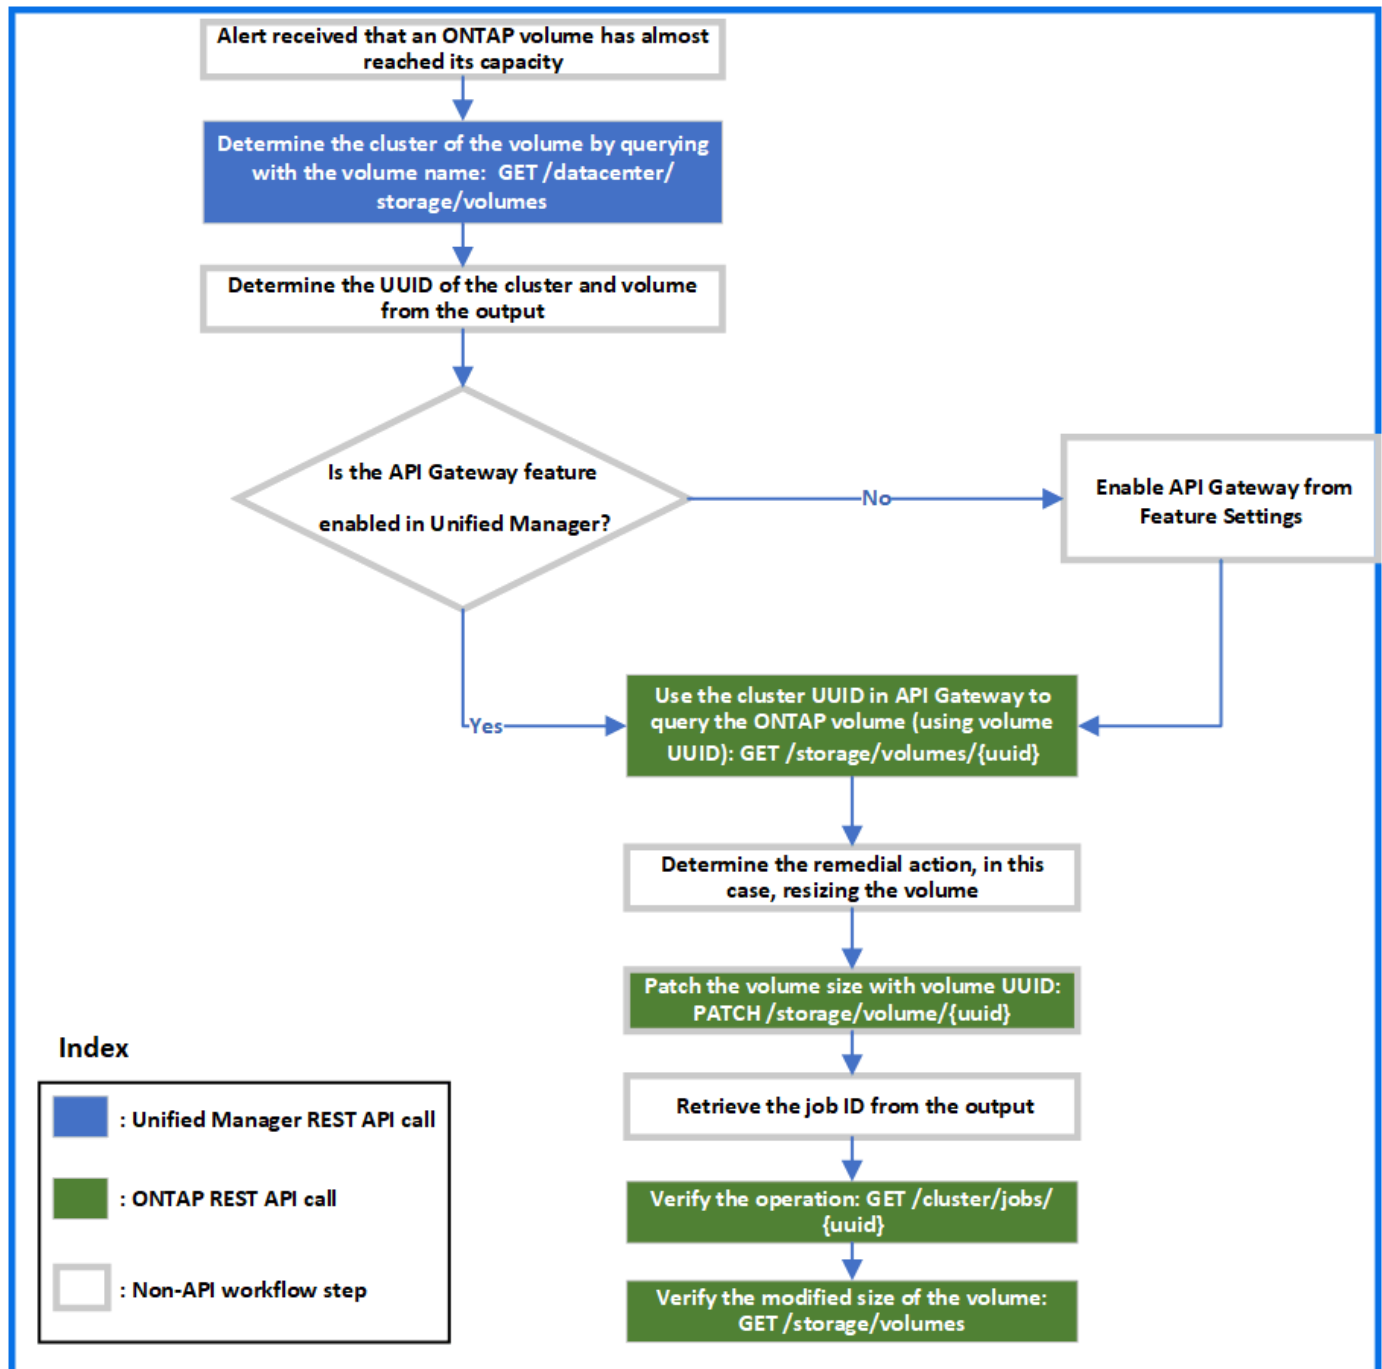 Alert received that an ONTAP volume has almost
reached its capacity
Determine the cluster of the volume by querying
with the volume name: GET /datacenter/
storage/volumes
Determine the UUID of the cluster and volume
from the output
Is the API Gateway feature
enabled in Unified Manager?
No
Enable API Gateway from
Feature Settings
Yes
Use the cluster UUID in API Gateway to
query the ONTAP volume (using volume
UUID): GET /storage/volumes/{uuid}
Determine the remedial action, in this
case, resizing the volume
Patch the volume size with volume UUID:
PATCH /storage/volume/{uuid}
Retrieve the job ID from the output
Verify the operation: GET /cluster/jobs/
{uuid}
Verify the modified size of the volume:
GET /storage/volumes
Index
: Unified Manager REST API call
: ONTAP REST API call
: Non-API workflow step